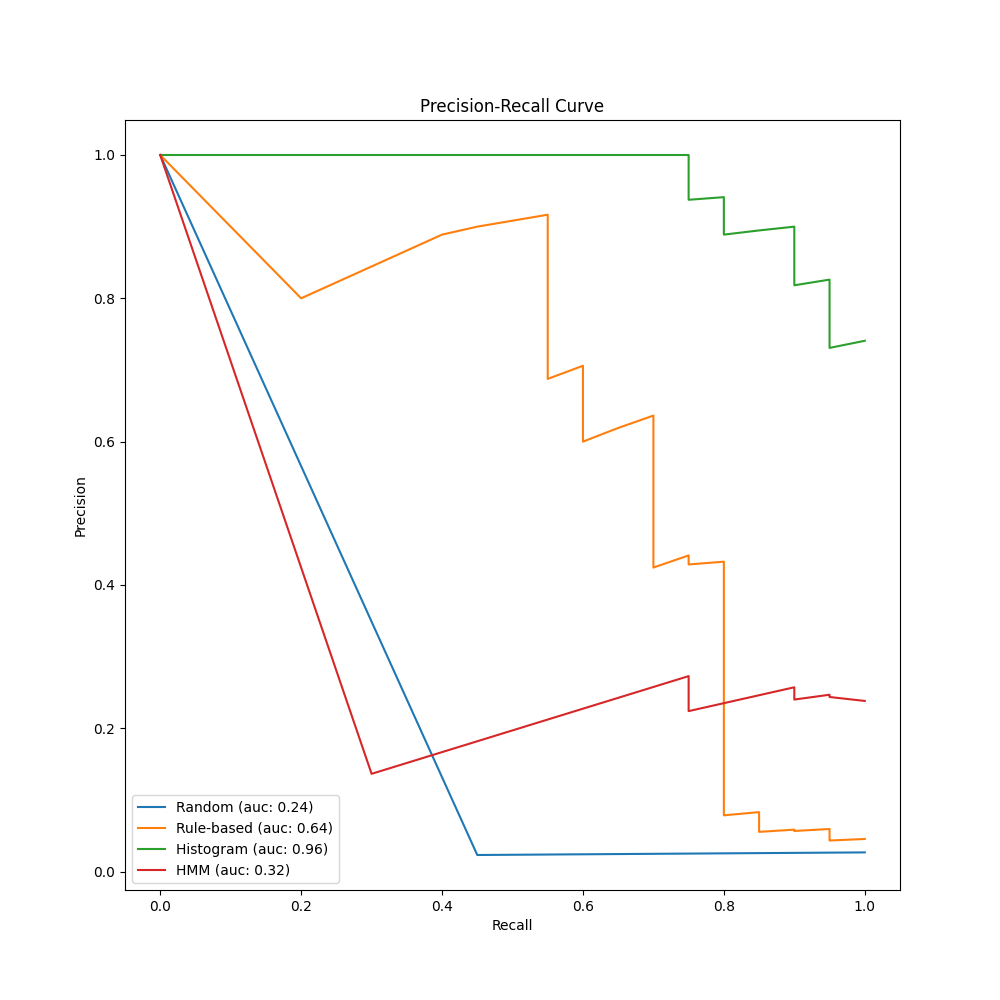 Precision-Recall Curve
1.0
0.8
0.6
0.4
0.2
0.0
Precision
Random (auc: 0.24)
Rule-based (auc: 0.64)
Histogram (auc: 0.96)
HMM (auc: 0.32)
0.0 0.2 0.4 0.6 0.8 1.0
Recall